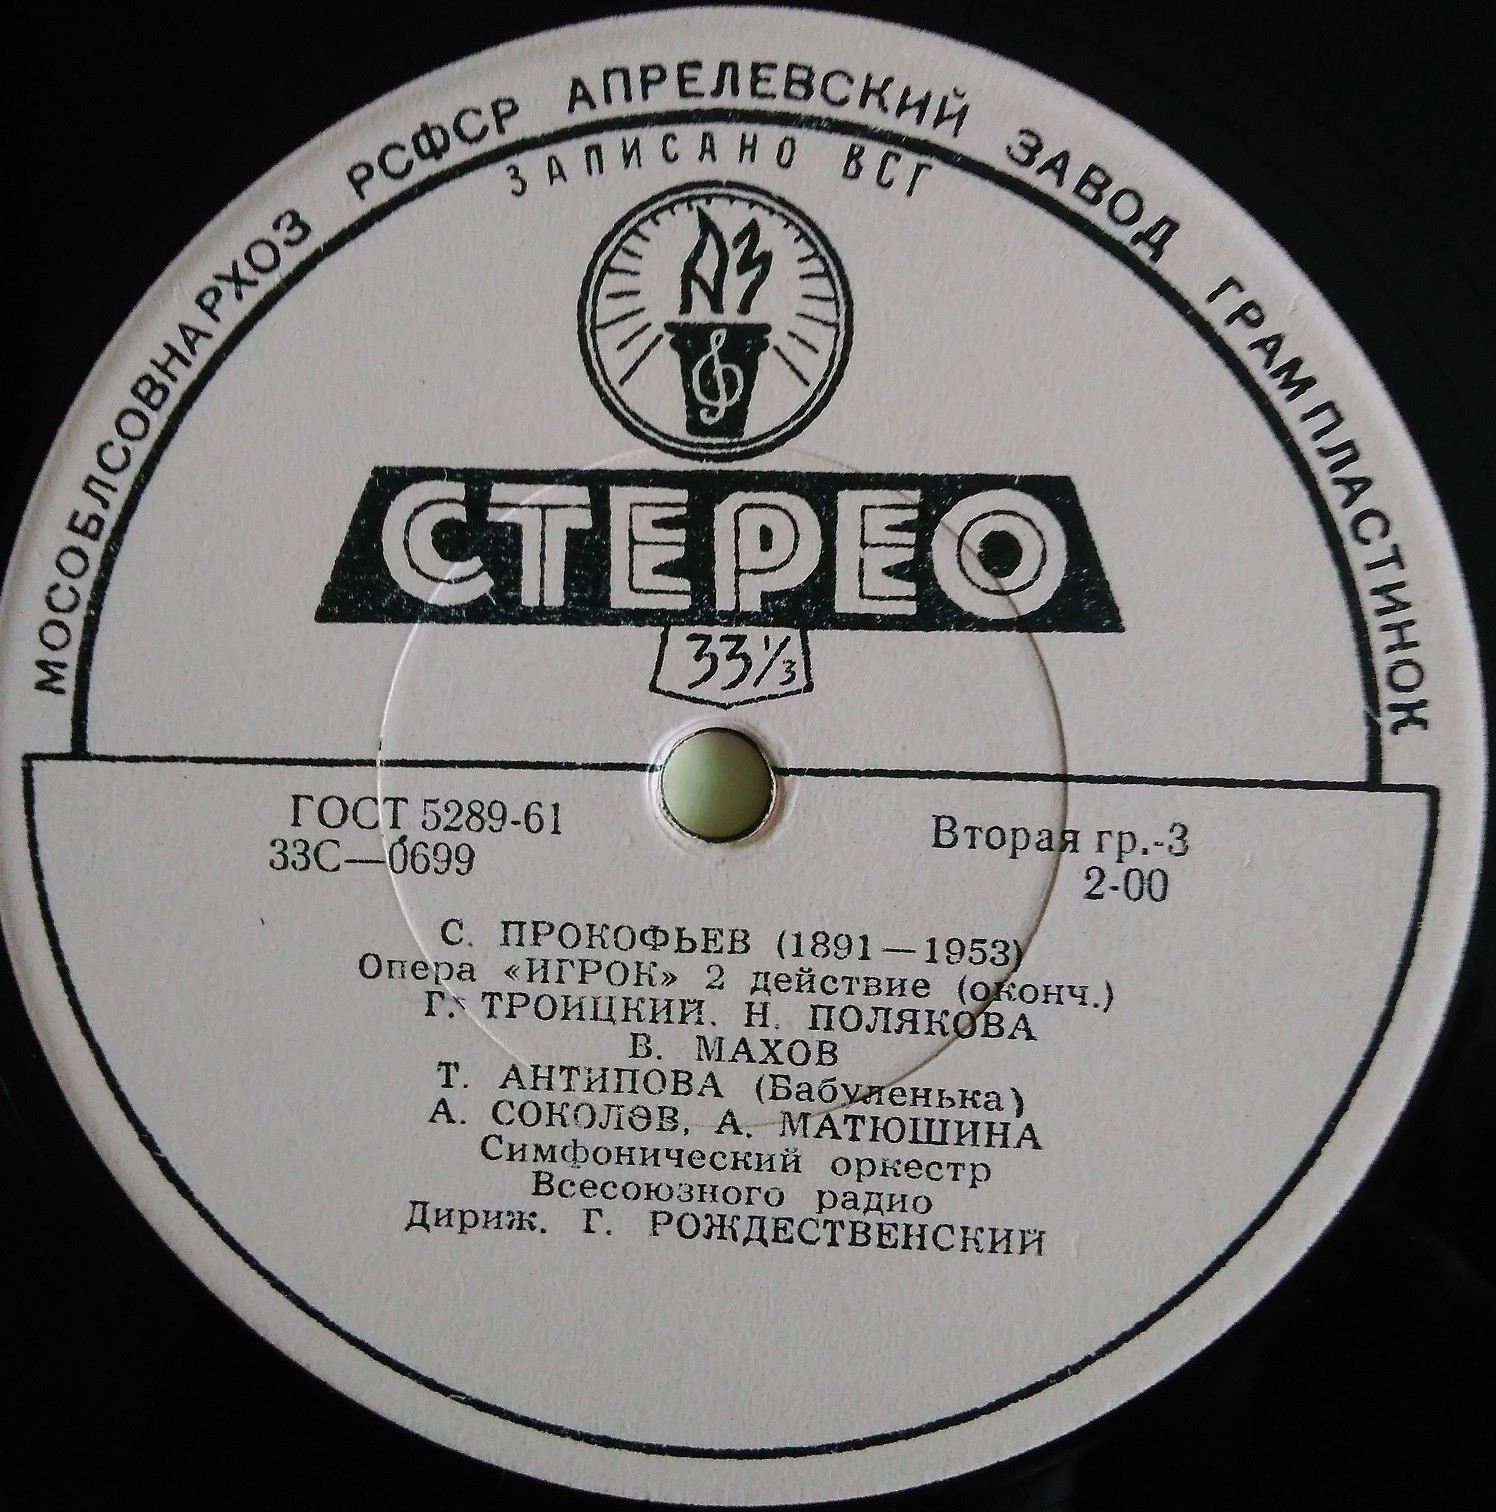 МОСОБЛСОВНАРХОЗ РСФСР АПРЕЛЕВСКИЙ ЗАВОД ГРАМПЛАСТИНОК
ЗАПИСАНО ВСГ
АЗ
СТЕРЕО
33⅓
ГОСТ 5289-61
33С—0699
Вторая гр.-3
2-00
С. ПРОКОФЬЕВ (1891—1953)
Опера «ИГРОК» 2 действие (оконч.)
Г. ТРОИЦКИЙ. Н. ПОЛЯКОВА
В. МАХОВ
Т. АНТИПОВА (Бабуленька)
А. СОКОЛОВ, А. МАТЮШИНА
Симфонический оркестр
Всесоюзного радио
Дириж. Г. РОЖДЕСТВЕНСКИЙ